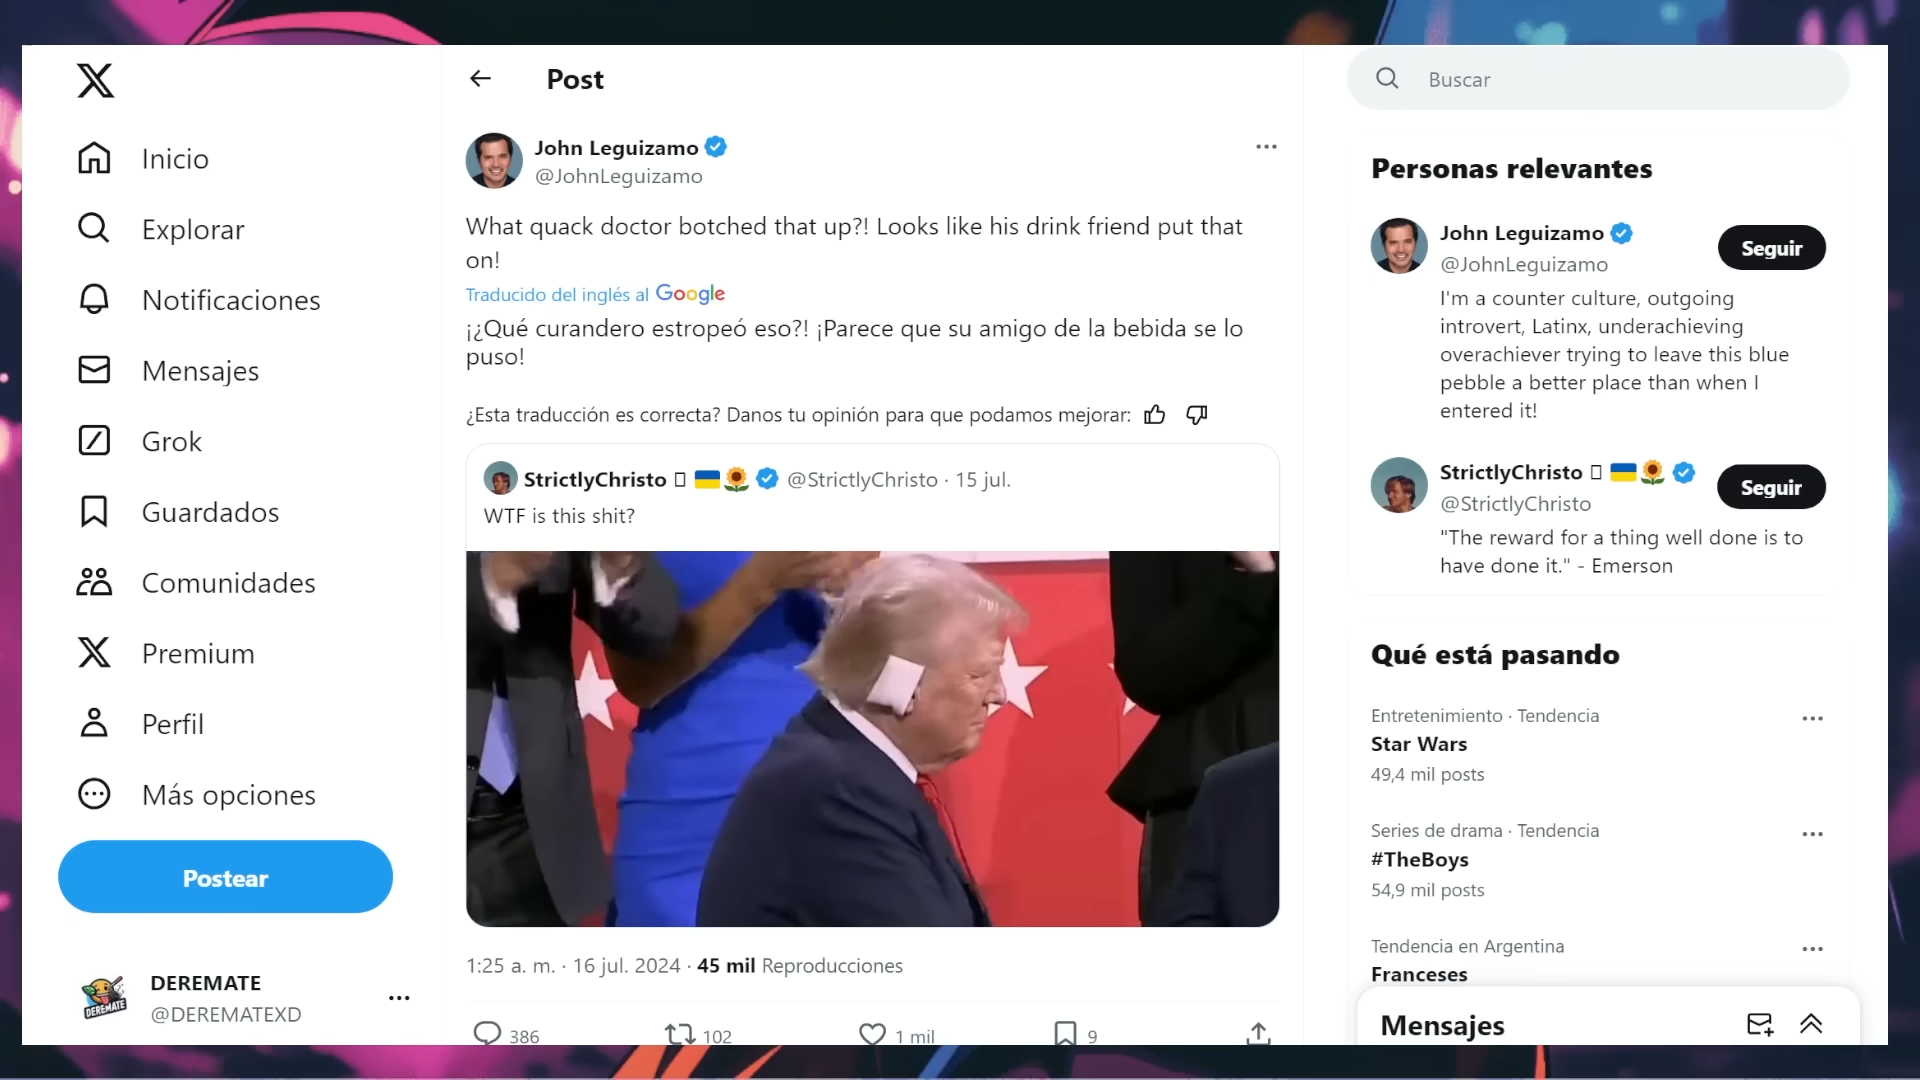 Inicio
Explorar
Notificaciones
Mensajes
Grok
Guardados
Comunidades
Premium
Perfil
Más opciones
Postear
DEREMATE
@DEREMATEXD
Post
John Leguizamo
@JohnLeguizamo
What quack doctor botched that up?! Looks like his drink friend put that
on!
Traducido del inglés al Google
¡¿Qué curandero estropeó eso?! ¡Parece que su amigo de la bebida se lo
puso!
¿Esta traducción es correcta? Danos tu opinión para que podamos mejorar:
StrictlyChristo @StrictlyChristo · 15 jul.
WTF is this shit?
1:25 a. m. · 16 jul. 2024 · 45 mil Reproducciones
386 102 1 mil 9
Buscar
Personas relevantes
John Leguizamo
@JohnLeguizamo
Seguir
I'm a counter culture, outgoing
introvert, Latinx, underachieving
overachiever trying to leave this blue
pebble a better place than when I
entered it!
StrictlyChristo
@StrictlyChristo
Seguir
"The reward for a thing well done is to
have done it." - Emerson
Qué está pasando
Entretenimiento · Tendencia
Star Wars
49,4 mil posts
Series de drama · Tendencia
#TheBoys
54,9 mil posts
Tendencia en Argentina
Franceses
Mensajes